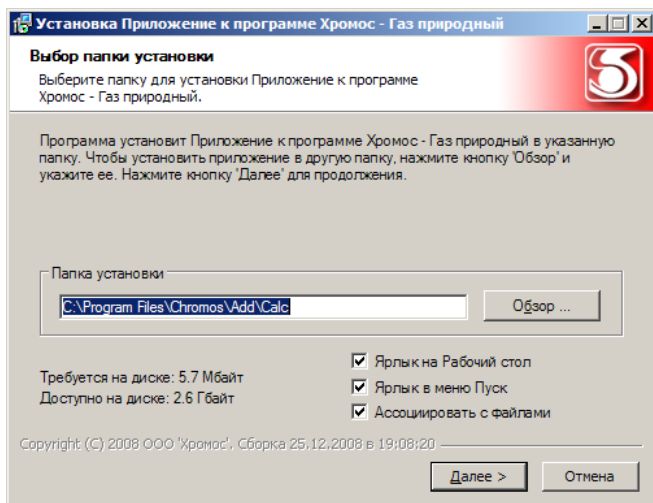 Установка Приложение к программе Хромос - Газ природный
Выбор папки установки
Выберите папку для установки Приложение к программе
Хромос - Газ природный.
Программа установит Приложение к программе Хромос - Газ природный в указанную
папку. Чтобы установить приложение в другую папку, нажмите кнопку 'Обзор' и
укажите ее. Нажмите кнопку 'Далее' для продолжения.
Папка установки
C:\Program Files\Chromos\Add\Calc
Обзор ...
Требуется на диске: 5.7 Мбайт
Доступно на диске: 2.6 Гбайт
Ярлык на Рабочий стол
Ярлык в меню Пуск
Ассоциировать с файлами
Copyright (C) 2008 ООО 'Хромос'. Сборка 25.12.2008 в 19:08:20
Далее >
Отмена